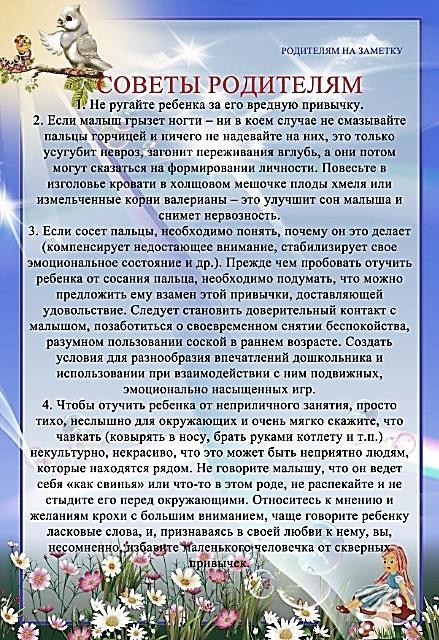 РОДИТЕЛЯМ НА ЗАМЕТКУ
СОВЕТЫ РОДИТЕЛЯМ
1. Не ругайте ребенка за его вредную привычку.
2. Если малыш грызет ногти – ни в коем случае не смазывайте
пальцы горчицей и ничего не надевайте на них, это только
усугубит невроз, загонит переживания вглубь, а они потом
могут сказаться на формировании личности. Повесьте в
изголовье кровати в холщовом мешочке плоды хмеля или
измельченные корни валерианы – это улучшит сон малыша и
снимет нервозность.
3. Если сосет пальцы, необходимо понять, почему он это делает
(компенсирует недостающее внимание, стабилизирует свое
эмоциональное состояние и др.). Прежде чем пробовать отучить
ребенка от сосания пальца, необходимо подумать, что можно
предложить ему взамен этой привычки, доставляющей
удовольствие. Следует становить доверительный контакт с
малышом, позаботиться о своевременном снятии беспокойства,
разумном пользовании соской в раннем возрасте. Создать
условия для разнообразия впечатлений дошкольника и
использовании при взаимодействии с ним подвижных,
эмоционально насыщенных игр.
4. Чтобы отучить ребенка от неприличного занятия, просто
тихо, неслышно для окружающих и очень мягко скажите, что
чавкать (ковырять в носу, брать руками котлету и т.п.) -
некультурно, некрасиво, что это может быть неприятно людям,
которые находятся рядом. Не говорите малышу, что он ведет
себя «как свинья» или что-то в этом роде, не распекайте и не
стыдите его перед окружающими. Относитесь к мнению и
желаниям крохи с большим вниманием, чаще говорите ребенку
ласковые слова, и, признаваясь в своей любви к нему, вы,
несомненно, избавите маленького человечка от скверных
привычек.